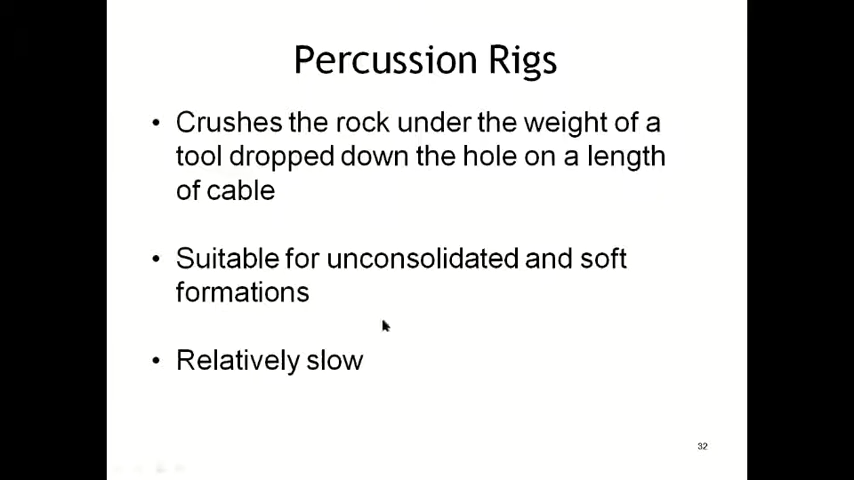 Percussion Rigs
• Crushes the rock under the weight of a
tool dropped down the hole on a length
of cable
• Suitable for unconsolidated and soft
formations
• Relatively slow
32